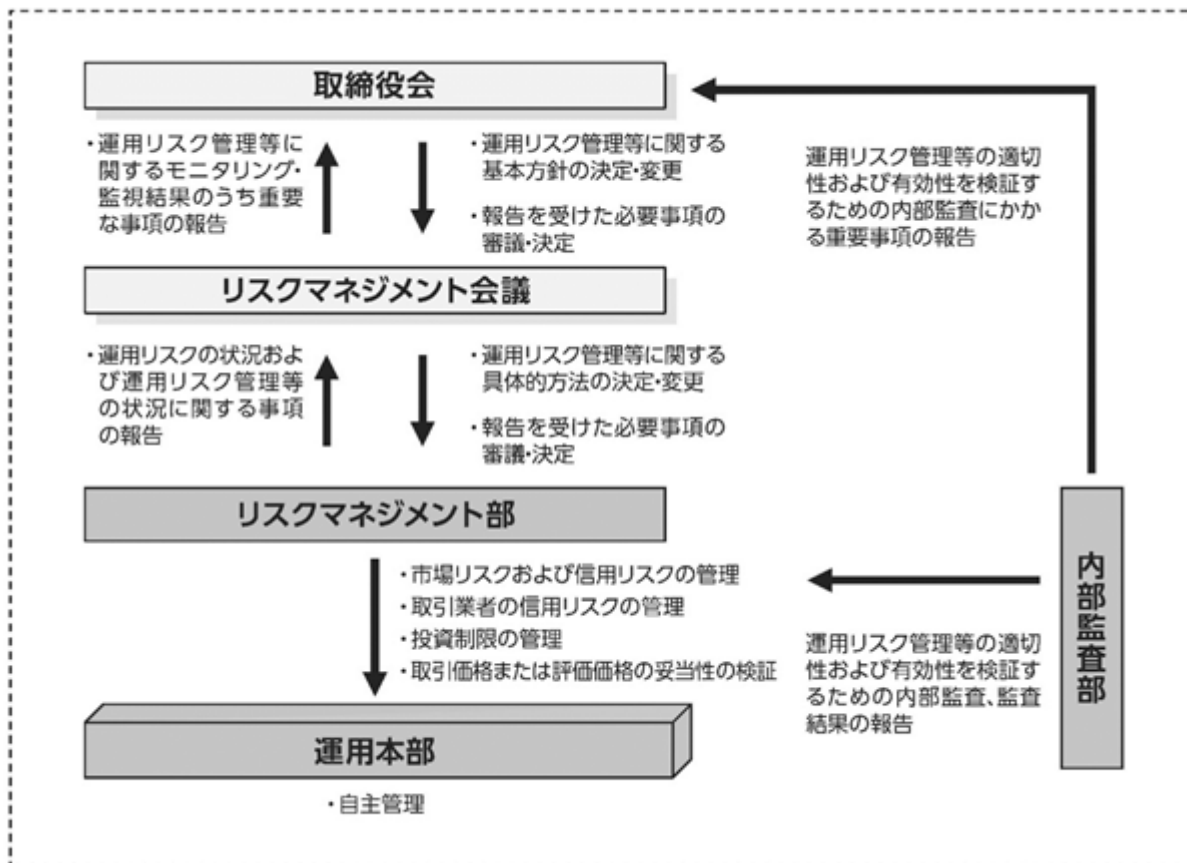 取締役会
・運用リスク管理等に
関するモニタリング・
監視結果のうち重要
な事項の報告
・運用リスク管理等に関する
基本方針の決定・変更
・報告を受けた必要事項の
審議・決定
運用リスク管理等の適切
性および有効性を検証す
るための内部監査にかか
る重要事項の報告
リスクマネジメント会議
・運用リスクの状況およ
び運用リスク管理等
の状況に関する事項
の報告
・運用リスク管理等に関する
具体的方法の決定・変更
・報告を受けた必要事項の
審議・決定
リスクマネジメント部
・市場リスクおよび信用リスクの管理
・取引業者の信用リスクの管理
・投資制限の管理
・取引価格または評価価格の妥当性の検証
内部監査部
運用リスク管理等の適切
性および有効性を検証す
るための内部監査、監査
結果の報告
運用本部
・自主管理